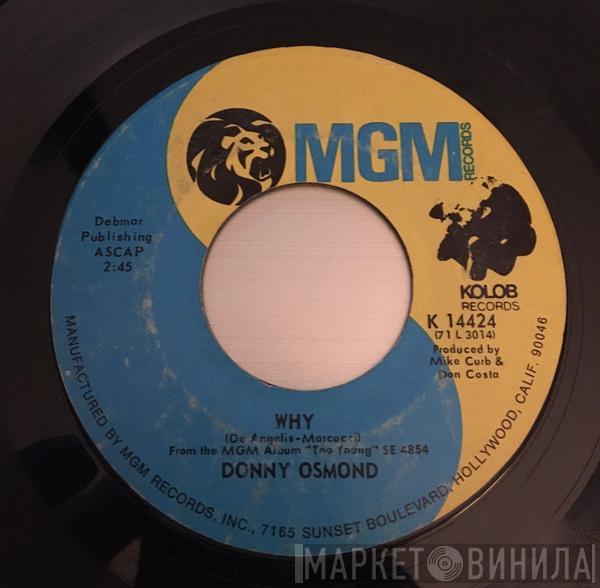 MGM
RECORDS
Debmar
Publishing
ASCAP
2:45
KOLOB
RECORDS
K 14424
(71 L 3014)
Produced by
Mike Curb &
Don Costa
WHY
(De Angelis-Marcucci)
From the MGM Album "Too Young" SE 4854
DONNY OSMOND
MANUFACTURED BY MGM RECORDS, INC., 7165 SUNSET BOULEVARD, HOLLYWOOD, CALIF. 90046
МАРКЕТ ВИНИЛА